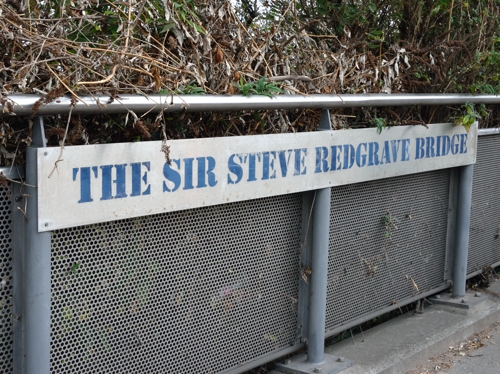 THE SIR STEVE REDGRAVE BRIDGE